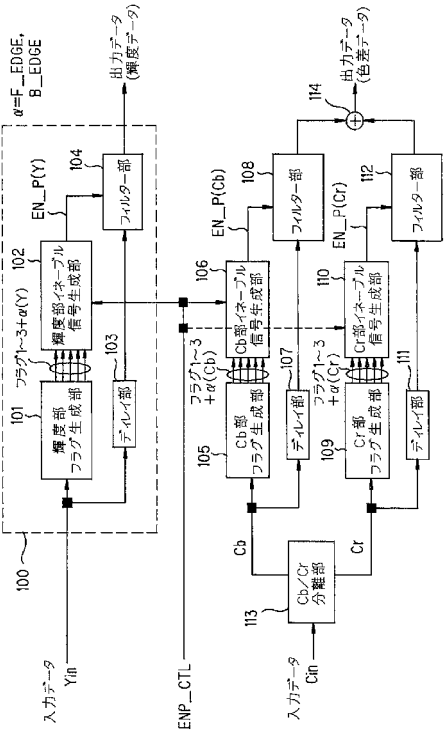 α=F_EDGE,
B_EDGE
100
入力データ
Yin
101
輝度部
フラグ生成部
フラグ1~3+α(Y)
102
輝度部イネーブル
信号生成部
EN_P(Y)
103
ディレイ部
104
フィルター部
出力データ
(輝度データ)
ENP_CTL
入力データ
Cin
113
Cb/Cr
分離部
Cb
Cr
105
Cb部
フラグ生成部
フラグ1~3
+α(Cb)
106
Cb部イネーブル
信号生成部
EN_P(Cb)
107
ディレイ部
108
フィルター部
109
Cr部
フラグ生成部
フラグ1~3
+α(Cr)
110
Cr部イネーブル
信号生成部
EN_P(Cr)
111
ディレイ部
112
フィルター部
114
出力データ
(色差データ)